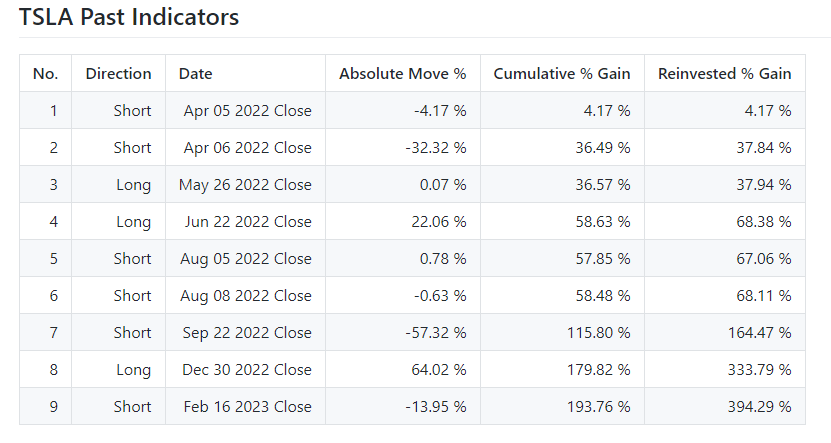 TSLA Past Indicators
No. Direction Date Absolute Move % Cumulative % Gain Reinvested % Gain
1 Short Apr 05 2022 Close -4.17 % 4.17 % 4.17 %
2 Short Apr 06 2022 Close -32.32 % 36.49 % 37.84 %
3 Long May 26 2022 Close 0.07 % 36.57 % 37.94 %
4 Long Jun 22 2022 Close 22.06 % 58.63 % 68.38 %
5 Short Aug 05 2022 Close 0.78 % 57.85 % 67.06 %
6 Short Aug 08 2022 Close -0.63 % 58.48 % 68.11 %
7 Short Sep 22 2022 Close -57.32 % 115.80 % 164.47 %
8 Long Dec 30 2022 Close 64.02 % 179.82 % 333.79 %
9 Short Feb 16 2023 Close -13.95 % 193.76 % 394.29 %